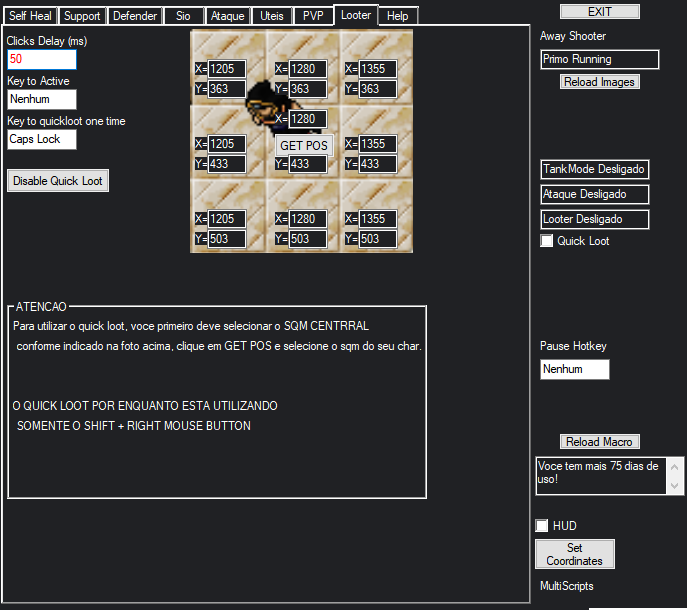 Self Heal Support Defender Sio Ataque Uteis PVP Looter Help
EXIT
Clicks Delay (ms)
50
Key to Active
Nenhum
Key to quickloot one time
Caps Lock
Disable Quick Loot
X= 1205 X= 1280 X= 1355
Y= 363 Y= 363 Y= 363
X= 1280
X= 1205 GET POS X= 1355
Y= 433 Y= 433 Y= 433
X= 1205 X= 1280 X= 1355
Y= 503 Y= 503 Y= 503
ATENCAO
Para utilizar o quick loot, voce primeiro deve selecionar o SQM CENTRRAL
conforme indicado na foto acima, clique em GET POS e selecione o sqm do seu char.
O QUICK LOOT POR ENQUANTO ESTA UTILIZANDO
SOMENTE O SHIFT + RIGHT MOUSE BUTTON
Away Shooter
Primo Running
Reload Images
TankMode Desligado
Ataque Desligado
Looter Desligado
Quick Loot
Pause Hotkey
Nenhum
Reload Macro
Voce tem mais 75 dias de
uso!
HUD
Set
Coordinates
MultiScripts